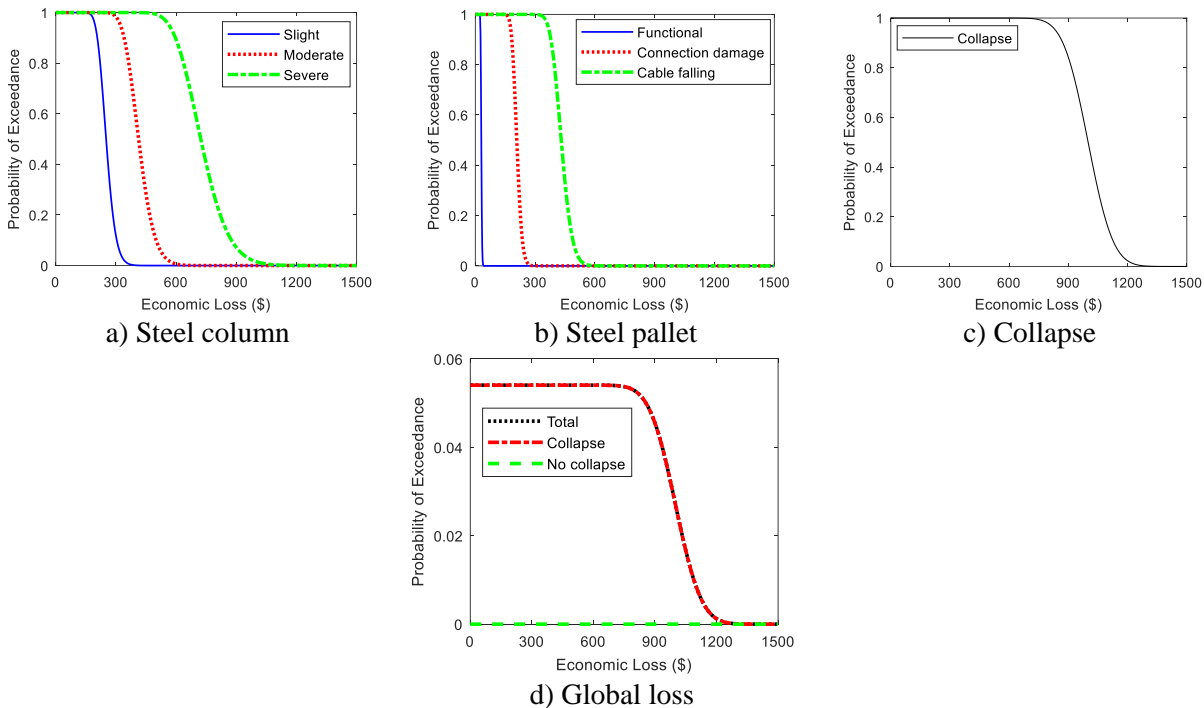 1
0.8
0.6
0.4
0.2
0
Probability of Exceedance
Slight
Moderate
Severe
0 300 600 900 1200 1500
Economic Loss ($)
a) Steel column
1
0.8
0.6
0.4
0.2
0
Probability of Exceedance
Functional
Connection damage
Cable falling
0 300 600 900 1200 1500
Economic Loss ($)
b) Steel pallet
1
0.8
0.6
0.4
0.2
0
Probability of Exceedance
Collapse
0 300 600 900 1200 1500
Economic Loss ($)
c) Collapse
0.06
0.04
0.02
0
Probability of Exceedance
Total
Collapse
No collapse
0 300 600 900 1200 1500
Economic Loss ($)
d) Global loss